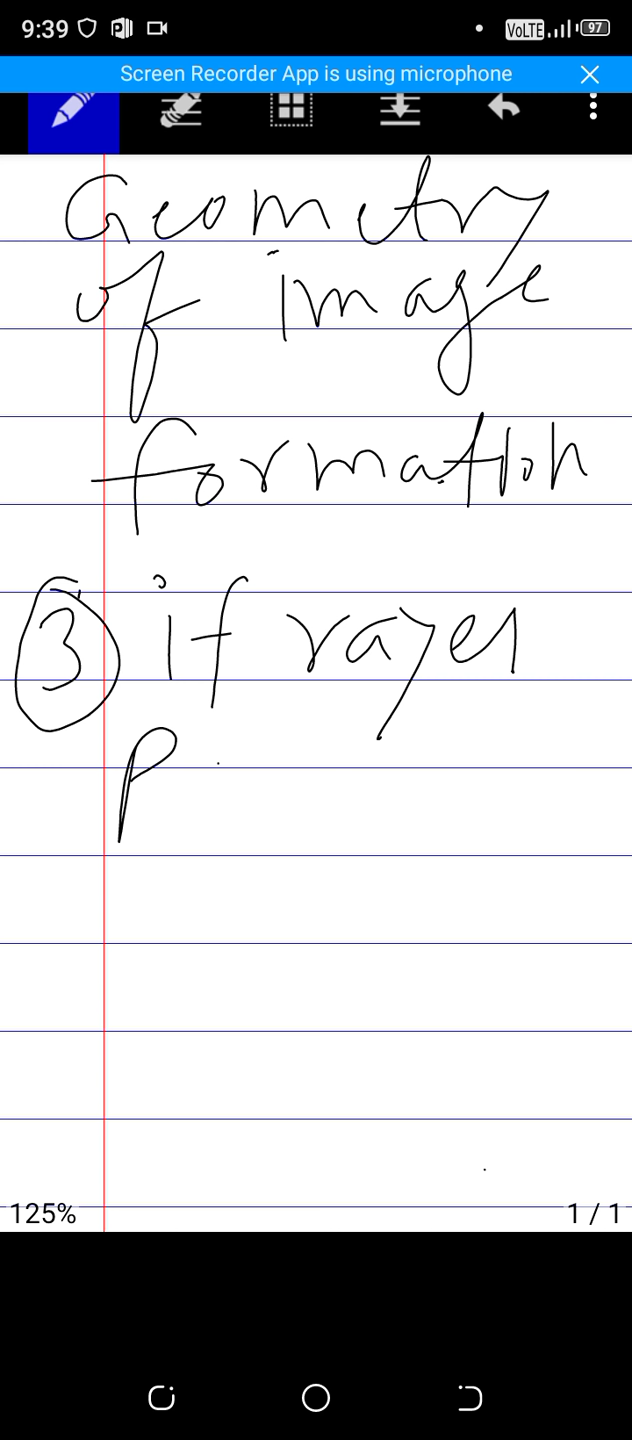 9:39
VoLTE 97
Screen Recorder App is using microphone
Geometry
of image
formation
3 if rayes
P
125%
1 / 1